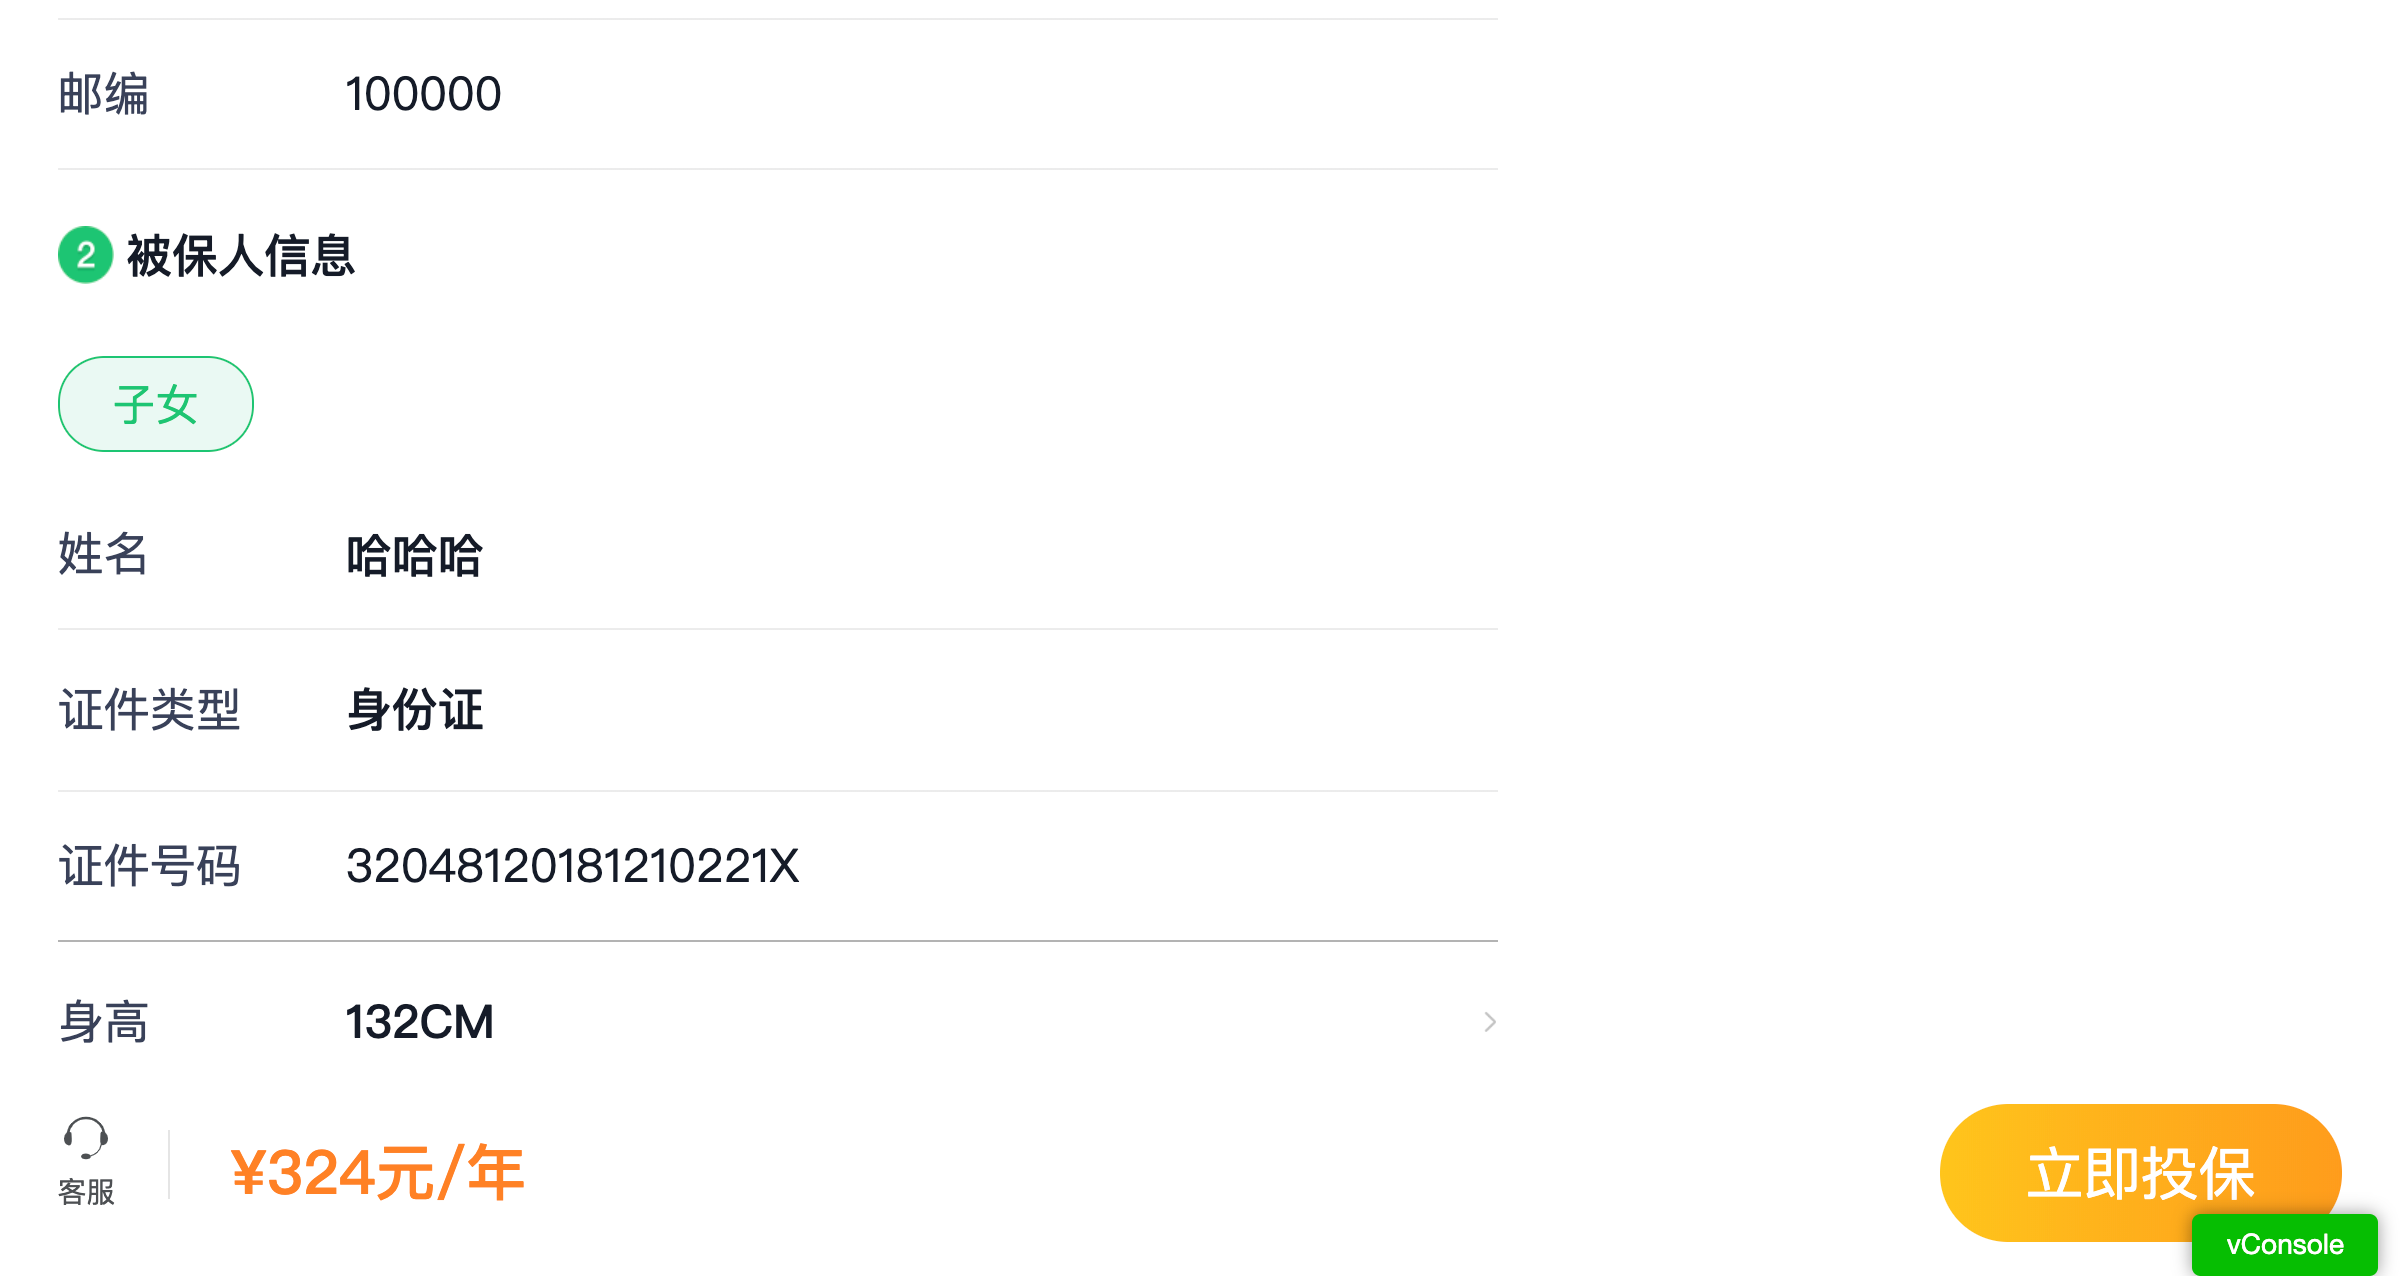 邮编 100000
2 被保人信息
子女
姓名 哈哈哈
证件类型 身份证
证件号码 32048120181210221X
身高 132CM
客服 ¥324元/年 立即投保
vConsole